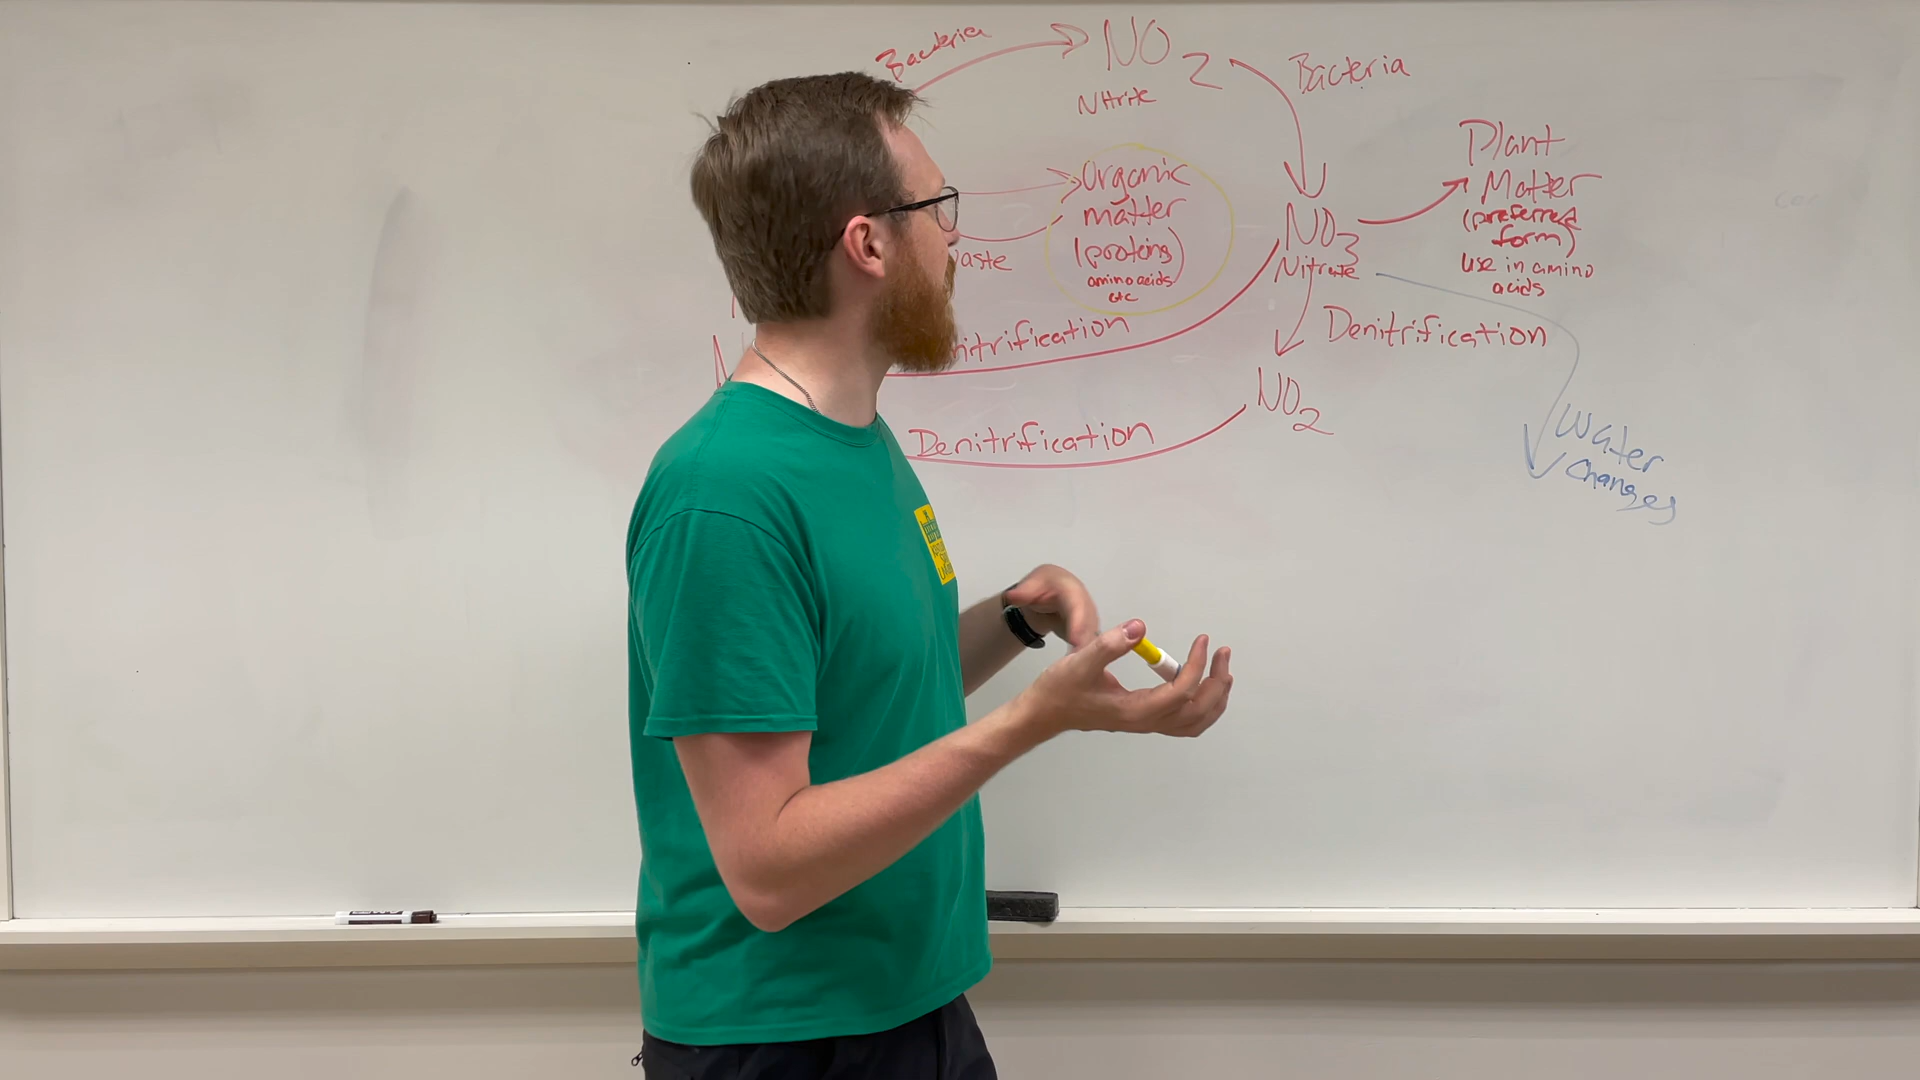 Bacteria
NO2
Nitrite
Bacteria
Plant
Matter
(preferred
form)
use in amino
acids
Organic
matter
(proteins)
amino acids
etc
aste
NO3
Nitrate
nitrification
Denitrification
NO2
Denitrification
Water
changes